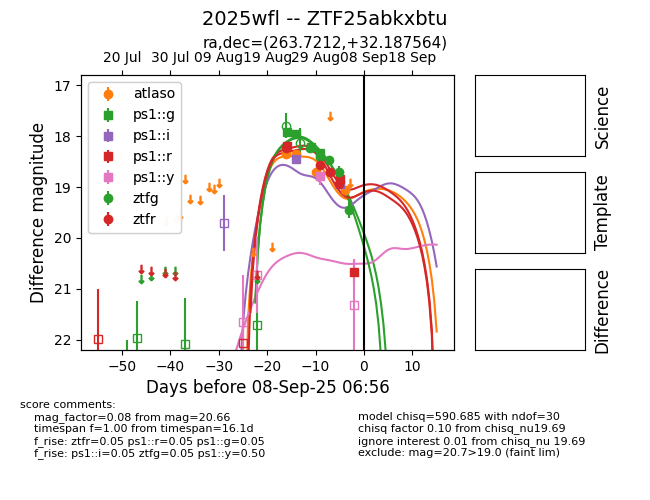 2025wfl -- ZTF25abkxbtu
ra,dec=(263.7212,+32.187564)
20 Jul 30 Jul 09 Aug 19 Aug 29 Aug 08 Sep 18 Sep
17
18
19
20
21
22
Difference magnitude
atlaso
ps1::g
ps1::i
ps1::r
ps1::y
ztfg
ztfr
−50 −40 −30 −20 −10 0 10
Days before 08-Sep-25 06:56
Science
Template
Difference
score comments:
mag_factor=0.08 from mag=20.66
timespan f=1.00 from timespan=16.1d
f_rise: ztfr=0.05 ps1::r=0.05 ps1::g=0.05
f_rise: ps1::i=0.05 ztfg=0.05 ps1::y=0.50
model chisq=590.685 with ndof=30
chisq factor 0.10 from chisq_nu19.69
ignore interest 0.01 from chisq_nu 19.69
exclude: mag=20.7>19.0 (faint lim)